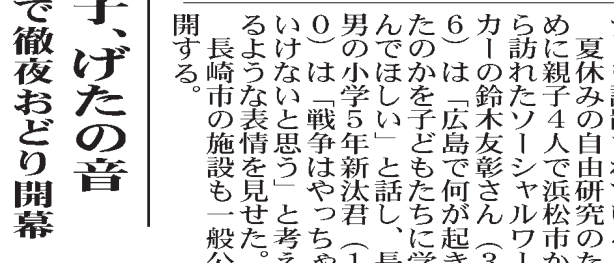 夏休みの自由研究のた
めに親子4人で浜松市か
ら訪れたソーシャルワー
カーの鈴木友彰さん（3
6）は「広島で何が起き
たのかを子どもたちに学
んでほしい」と話し、長
男の小学5年新汰君（1
0）は「戦争はやっちゃ
いけないと思う」と考え
るような表情を見せた。
長崎市の施設も一般公
開する。
、げたの音
で徹夜おどり開幕